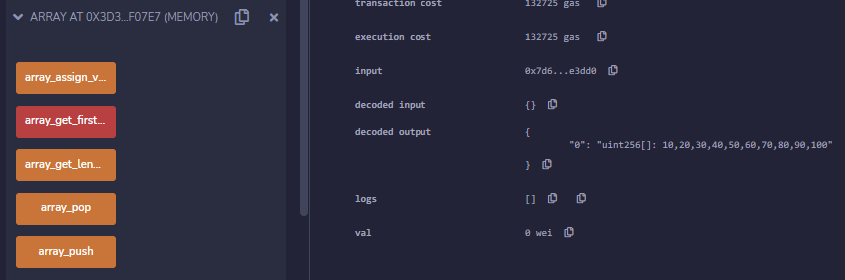 ARRAY AT 0X3D3...F07E7 (MEMORY)
array_assign_v...
array_get_first...
array_get_len...
array_pop
array_push
transaction cost 132725 gas
execution cost 132725 gas
input 0x7d6...e3dd0
decoded input {}
decoded output {
"0": "uint256[]: 10,20,30,40,50,60,70,80,90,100"
}
logs []
val 0 wei